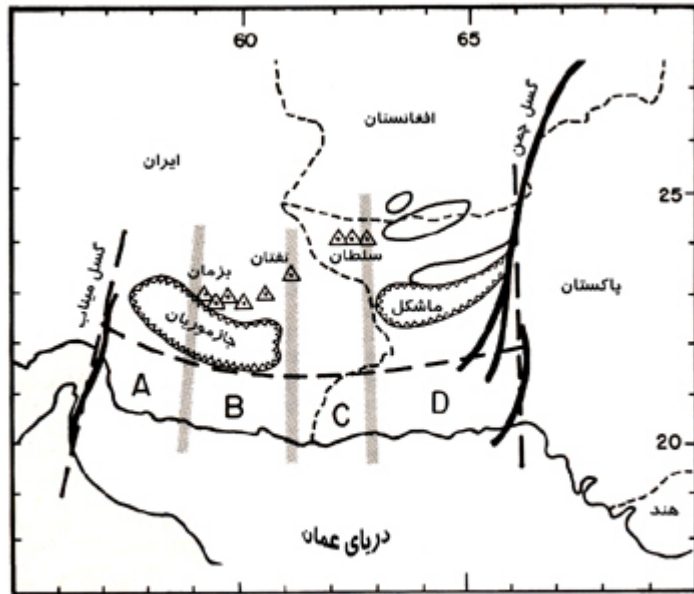 60 65
افغانستان
گسل چمن
ایران
25
تفتان
سلطان
بزمان
پاکستان
گسل میناب
ماشکل
جازموریان
A B C D
20
هند
دریای عمان